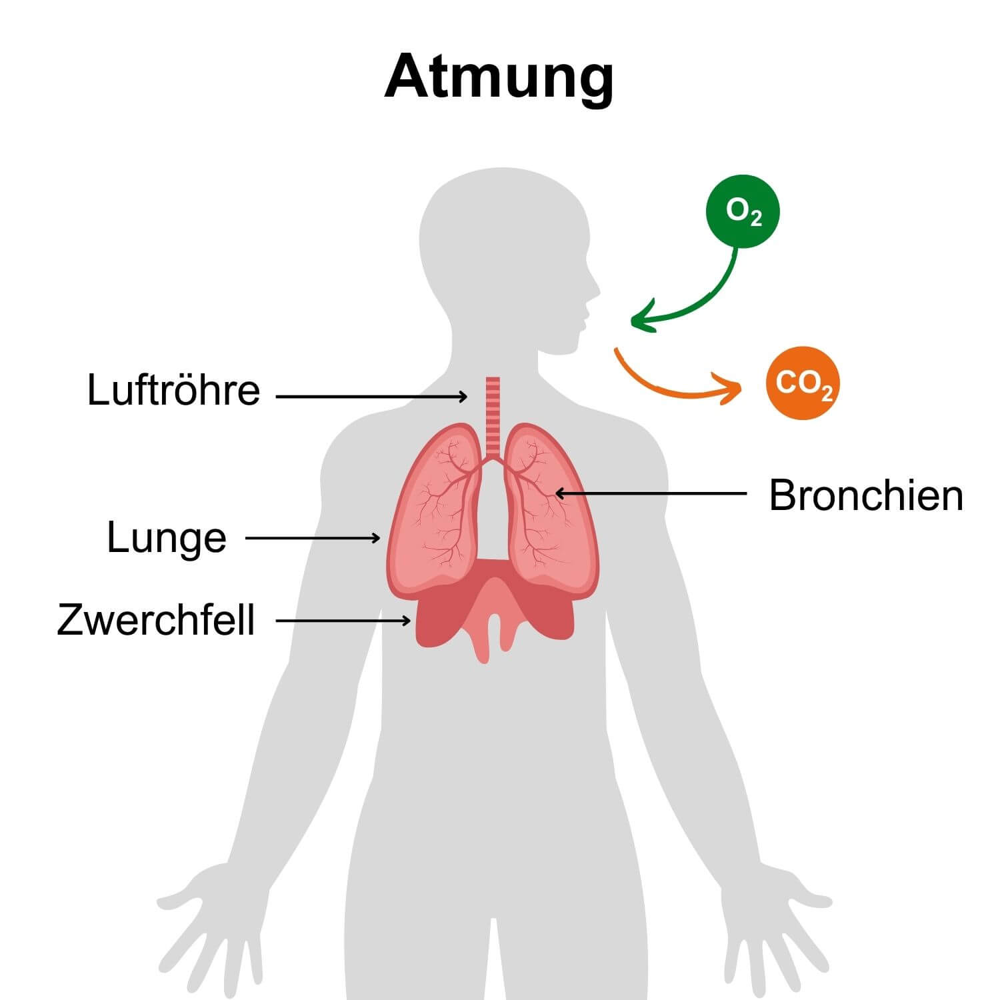 Atmung
O₂
CO₂
Luftröhre
Bronchien
Lunge
Zwerchfell